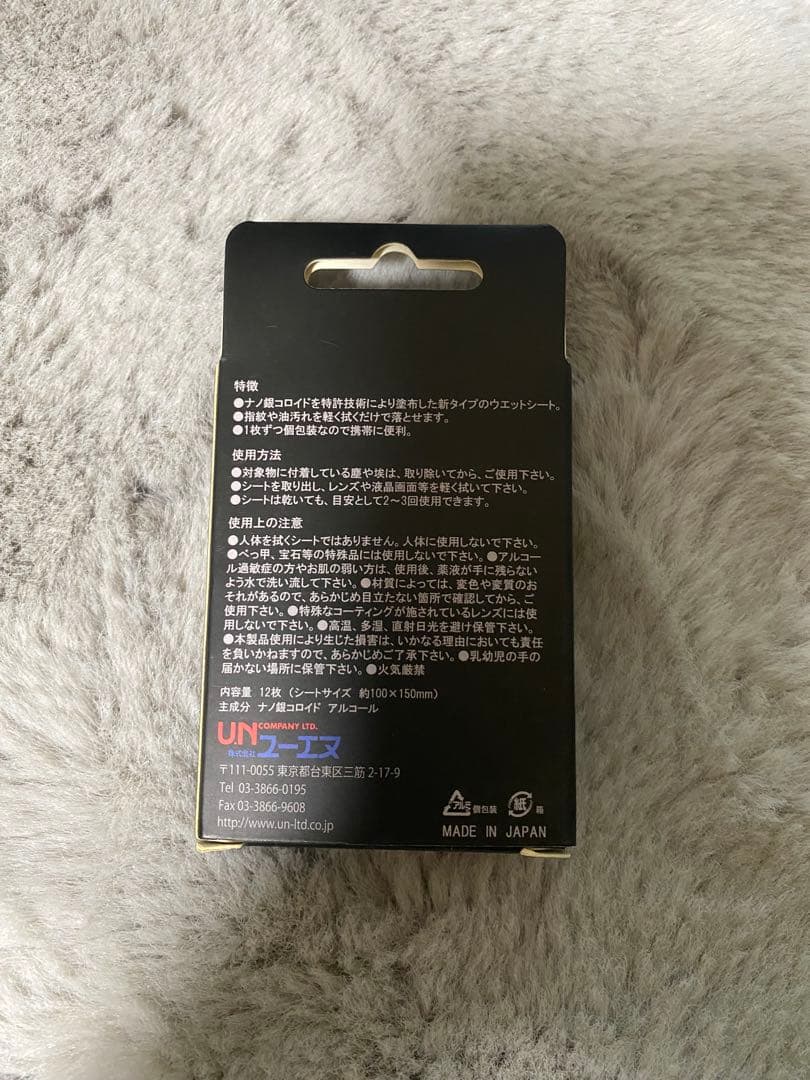 特徴
●ナノ銀コロイドを特許技術により塗布した新タイプのウエットシート。
●指紋や油汚れを軽く拭くだけで落とせます。
●1枚ずつ個包装なので携帯に便利。
使用方法
●対象物に付着している塵や埃は、取り除いてから、ご使用下さい。
●シートを取り出し、レンズや液晶画面等を軽く拭いて下さい。
●シートは乾いても、目安として2～3回使用できます。
使用上の注意
●人体を拭くシートではありません。人体に使用しないで下さい。
●べっ甲、宝石等の特殊品には使用しないで下さい。●アルコー
ル過敏症の方やお肌の弱い方は、使用後、薬液が手に残らない
よう水で洗い流して下さい。●材質によっては、変色や変質のお
それがあるので、あらかじめ目立たない箇所で確認してから、ご
使用下さい。●特殊なコーティングが施されているレンズには使
用しないで下さい。●高温、多湿、直射日光を避け保管下さい。
●本製品使用により生じた損害は、いかなる理由においても責任
を負いかねますので、あらかじめご了承下さい。●乳幼児の手の
届かない場所に保管下さい。●火気厳禁
内容量 12枚（シートサイズ 約100×150mm）
主成分 ナノ銀コロイド アルコール
U.N COMPANY LTD.
株式会社 ユーエヌ
〒111-0055 東京都台東区三筋 2-17-9
Tel 03-3866-0195
Fax 03-3866-9608
http://www.un-ltd.co.jp
アルミ 個包装 紙 箱
MADE IN JAPAN